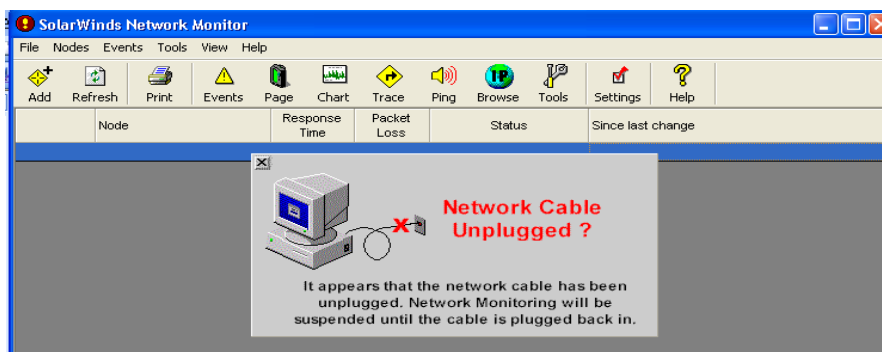 SolarWinds Network Monitor
File Nodes Events Tools View Help
Add Refresh Print Events Page Chart Trace Ping Browse Tools Settings Help
Node Response Time Packet Loss Status Since last change
Network Cable
Unplugged ?
It appears that the network cable has been
unplugged. Network Monitoring will be
suspended until the cable is plugged back in.